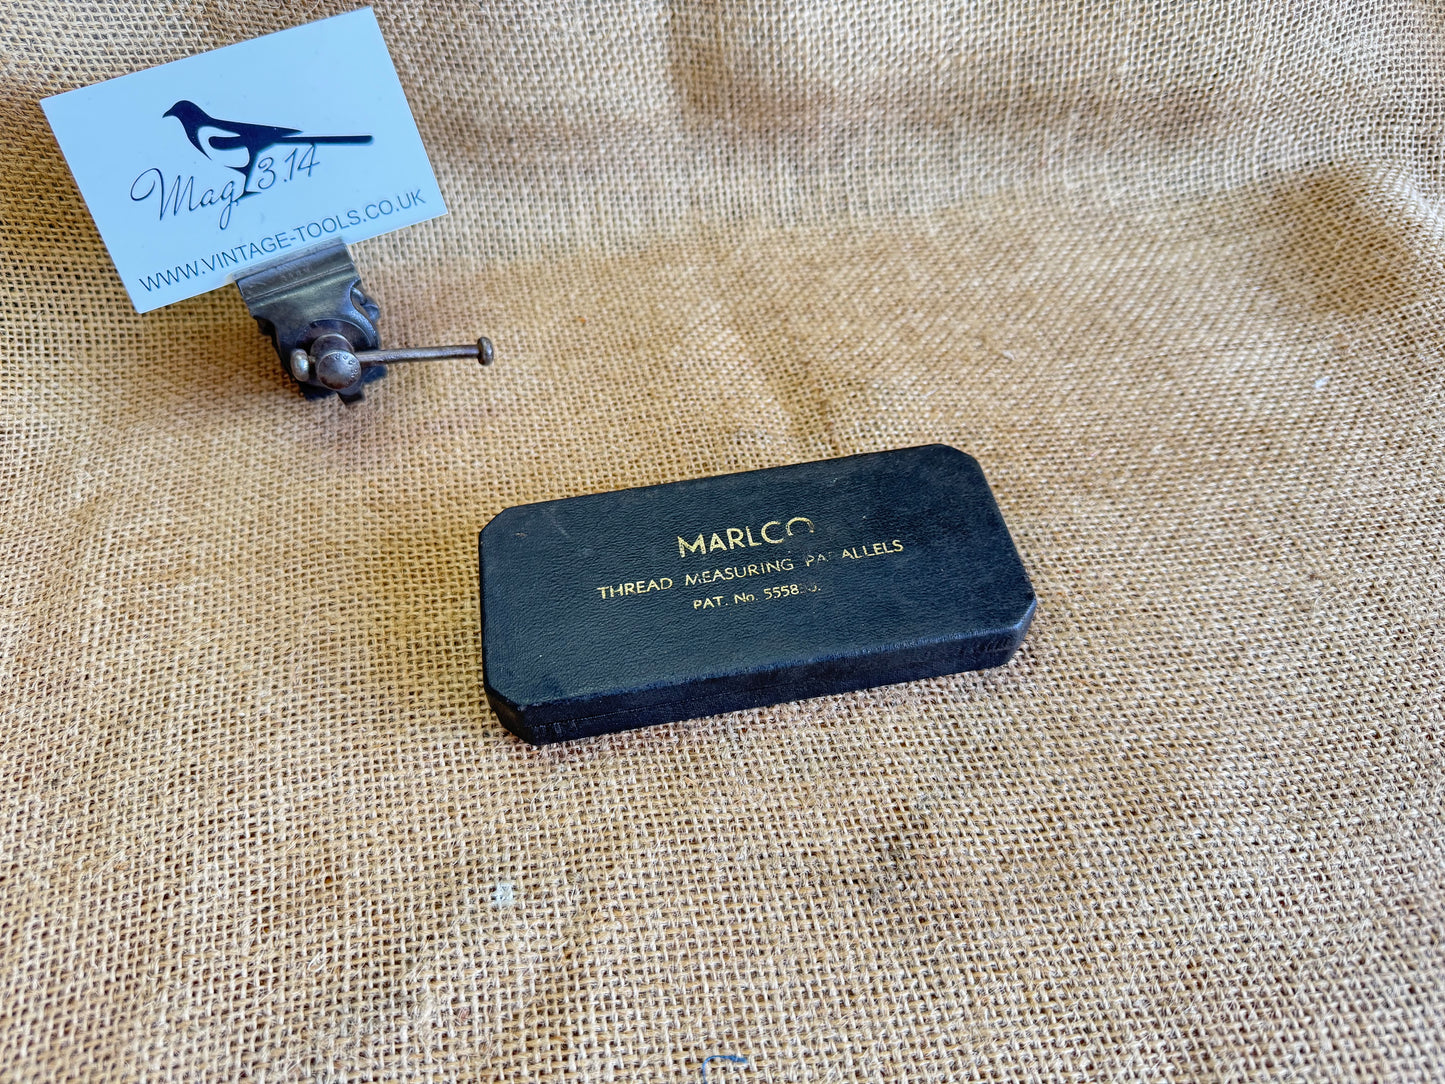 Mag 3.14
WWW.VINTAGE-TOOLS.CO.UK
MARLCO
THREAD MEASURING PARALLELS
PAT. No.